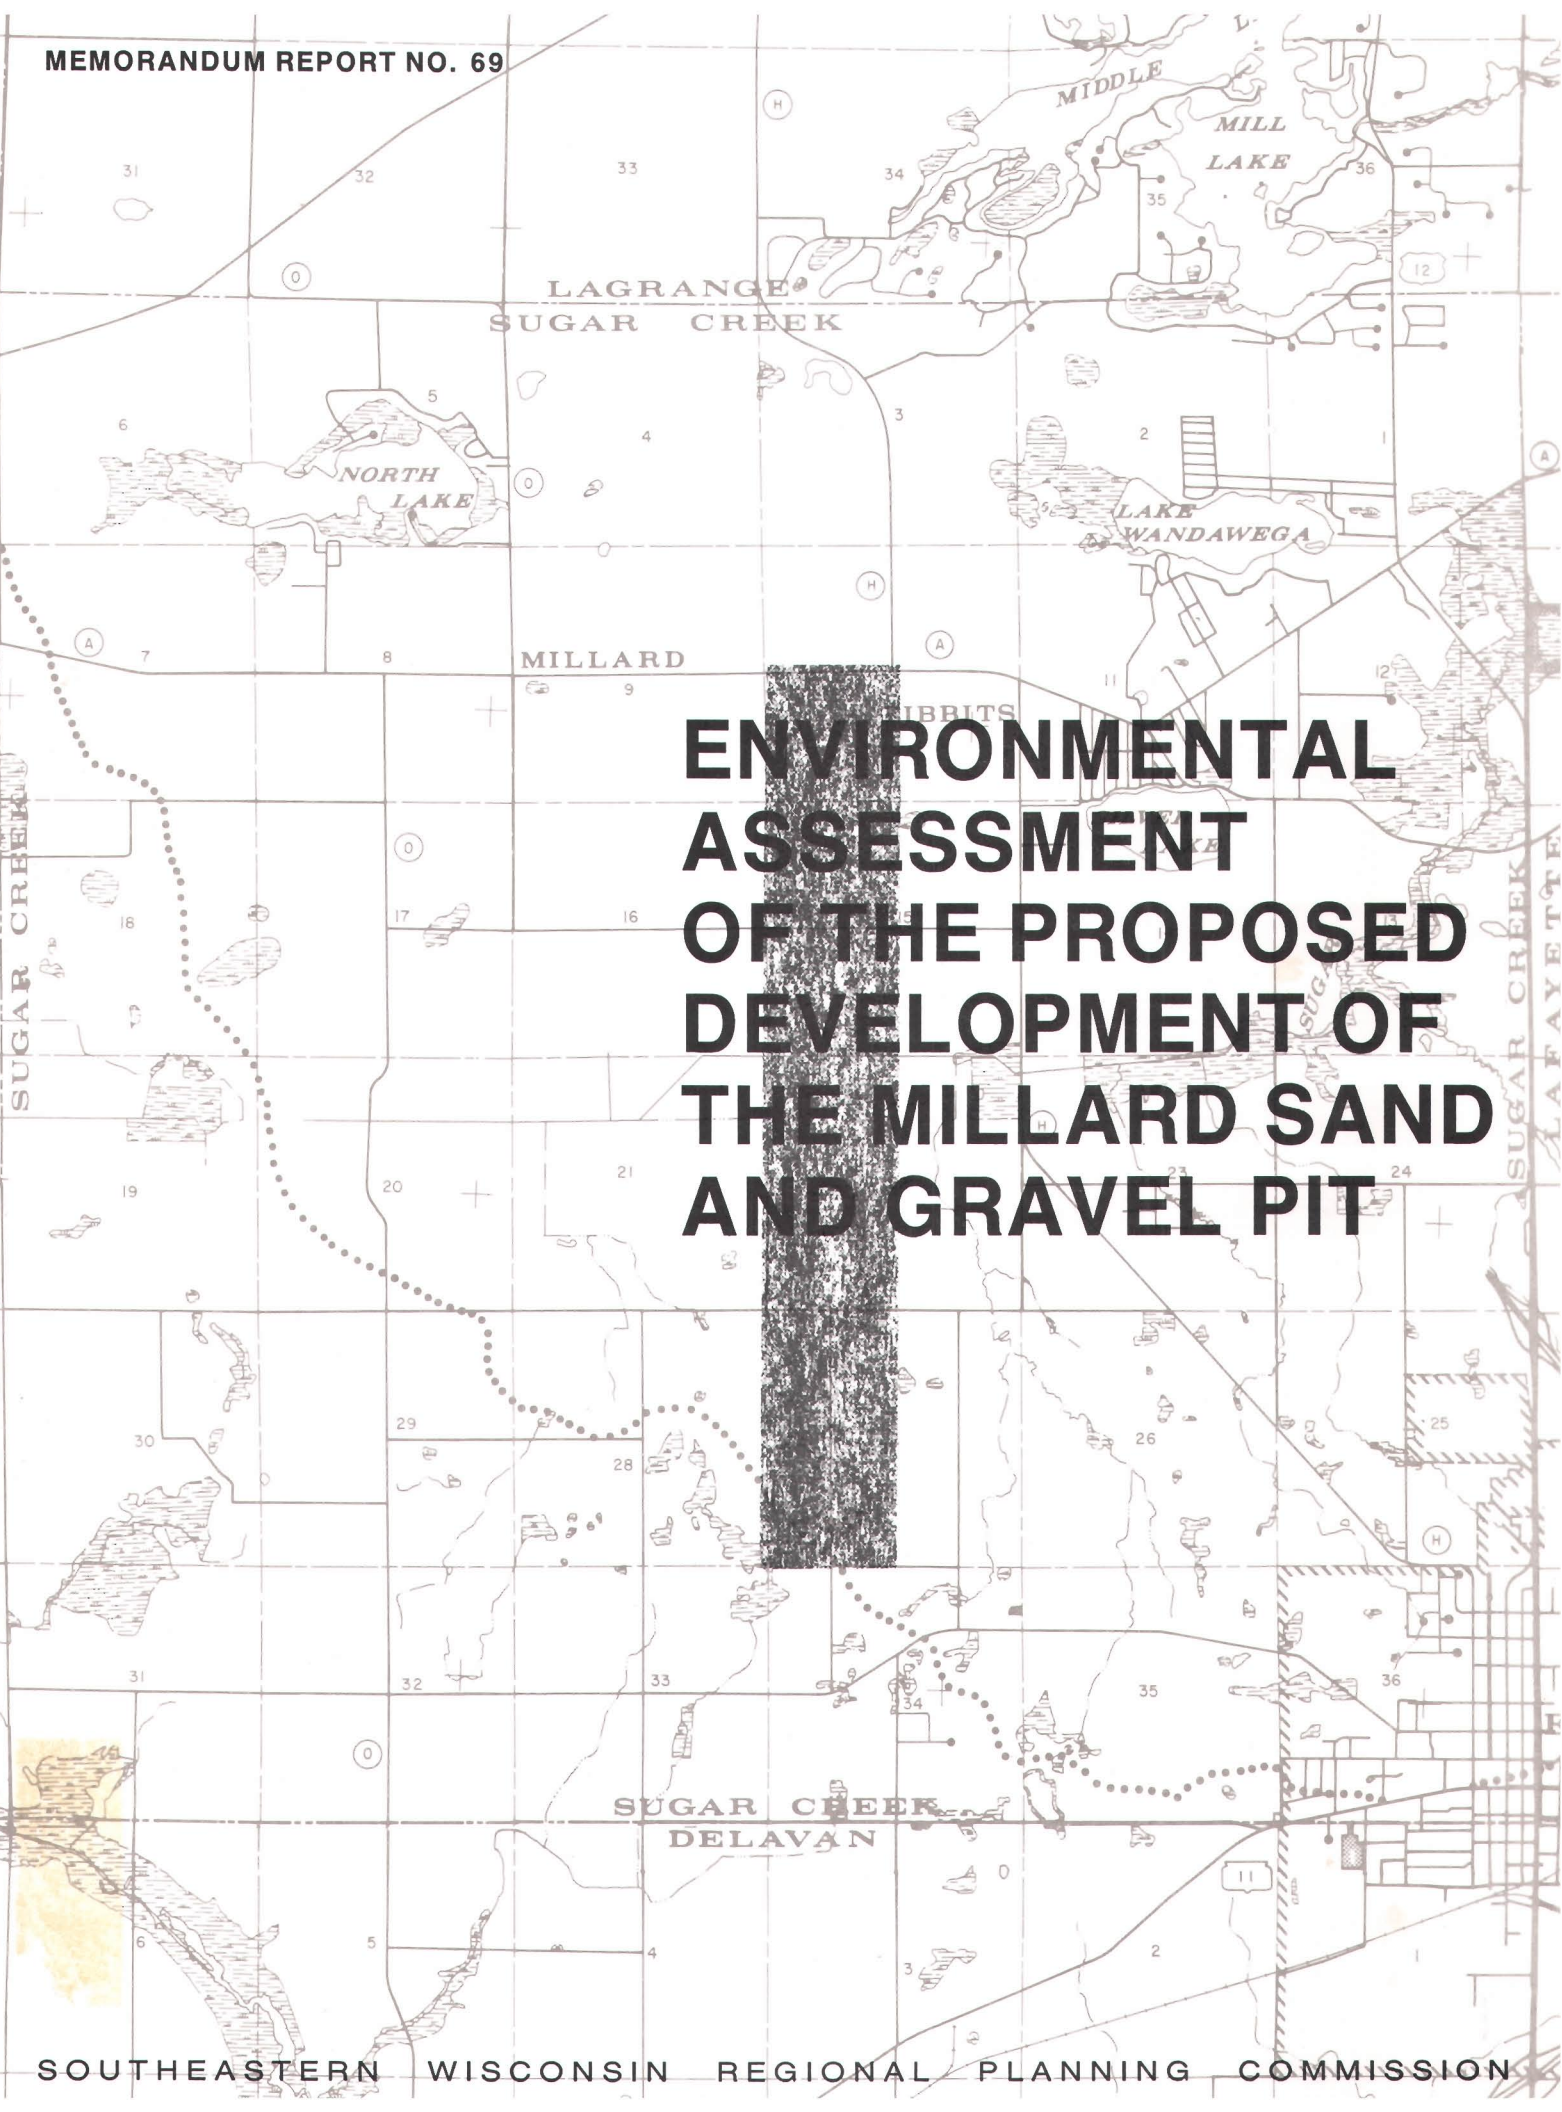 MEMORANDUM REPORT NO. 69
H
MIDDLE
MILL
LAKE
31
32
33
34
35
36
O
12
LAGRANGE
SUGAR CREEK
6
5
4
3
2
1
NORTH
LAKE
O
LAKE
WANDAWEGA
A
H
A
7
8
MILLARD
A
9
11
12
ENVIRONMENTAL
ASSESSMENT
OF THE PROPOSED
DEVELOPMENT OF
THE MILLARD SAND
AND GRAVEL PIT
O
18
17
16
13
SUGAR CREEK
SUGAR CREEK
LAFAYETTE
H
19
20
21
23
24
30
29
28
26
25
H
31
32
33
34
35
36
O
SUGAR CREEK
DELAVAN
11
6
5
4
3
2
1
SOUTHEASTERN WISCONSIN REGIONAL PLANNING COMMISSION